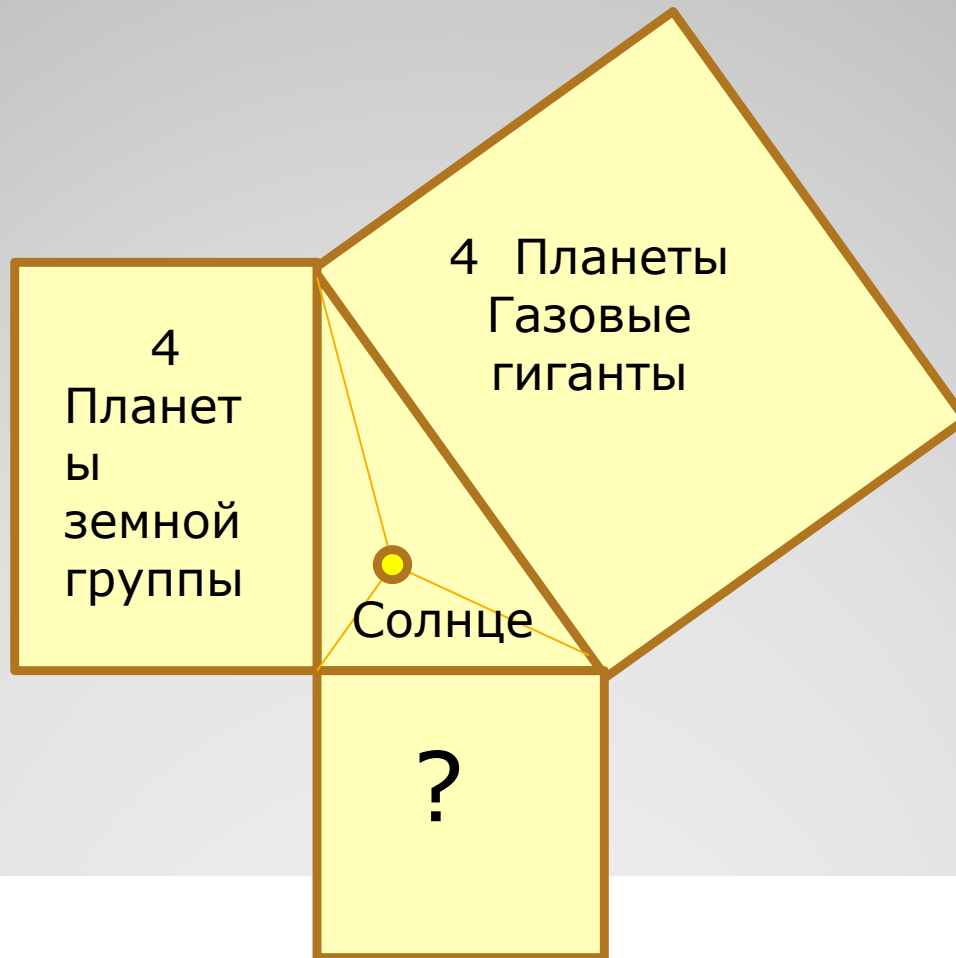 4 Планеты
Газовые
гиганты
4
Планет
ы
земной
группы
Солнце
?